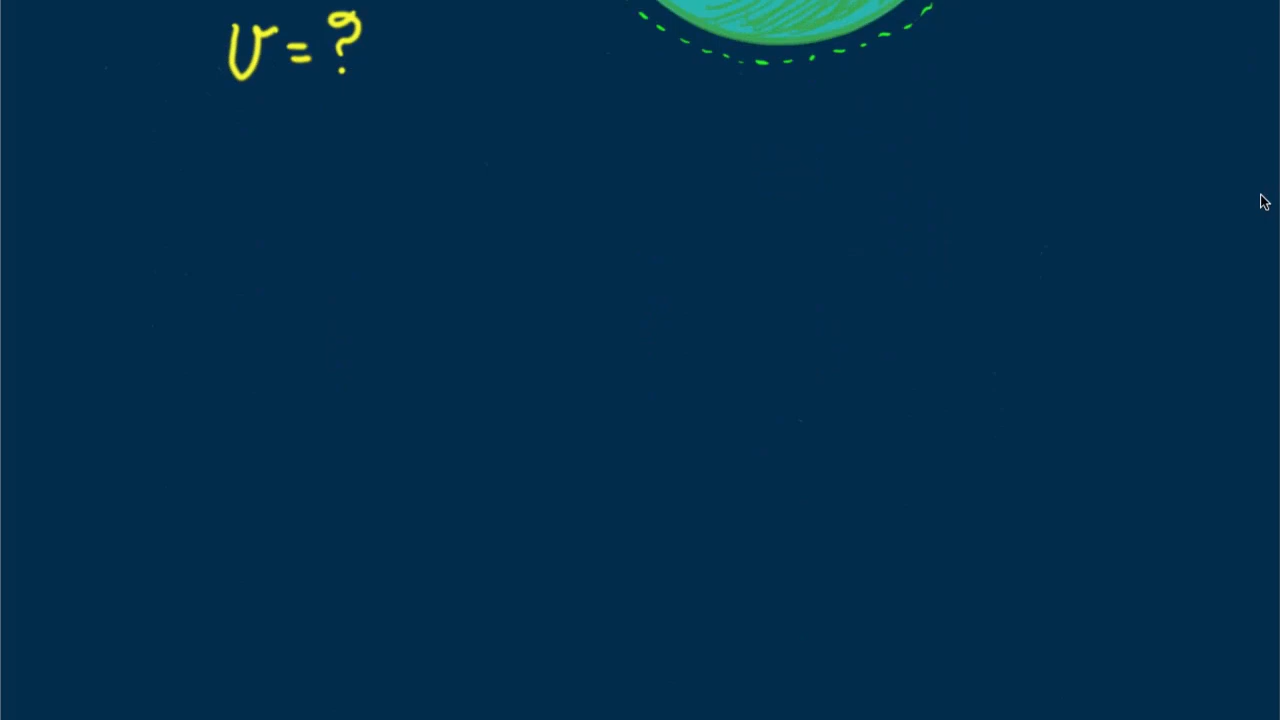 v = ?